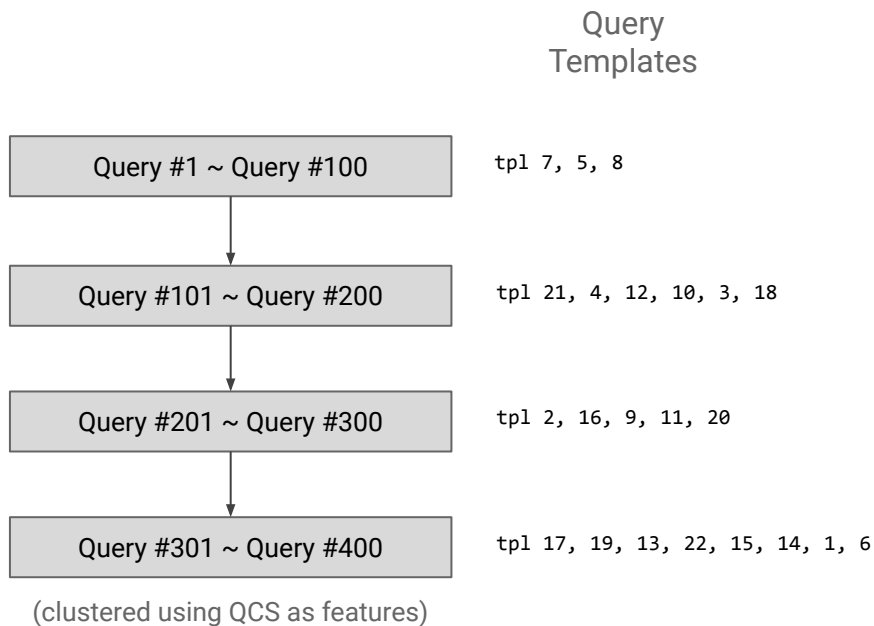 Query
Templates
Query #1 ~ Query #100
tpl 7, 5, 8
Query #101 ~ Query #200
tpl 21, 4, 12, 10, 3, 18
Query #201 ~ Query #300
tpl 2, 16, 9, 11, 20
Query #301 ~ Query #400
tpl 17, 19, 13, 22, 15, 14, 1, 6
(clustered using QCS as features)